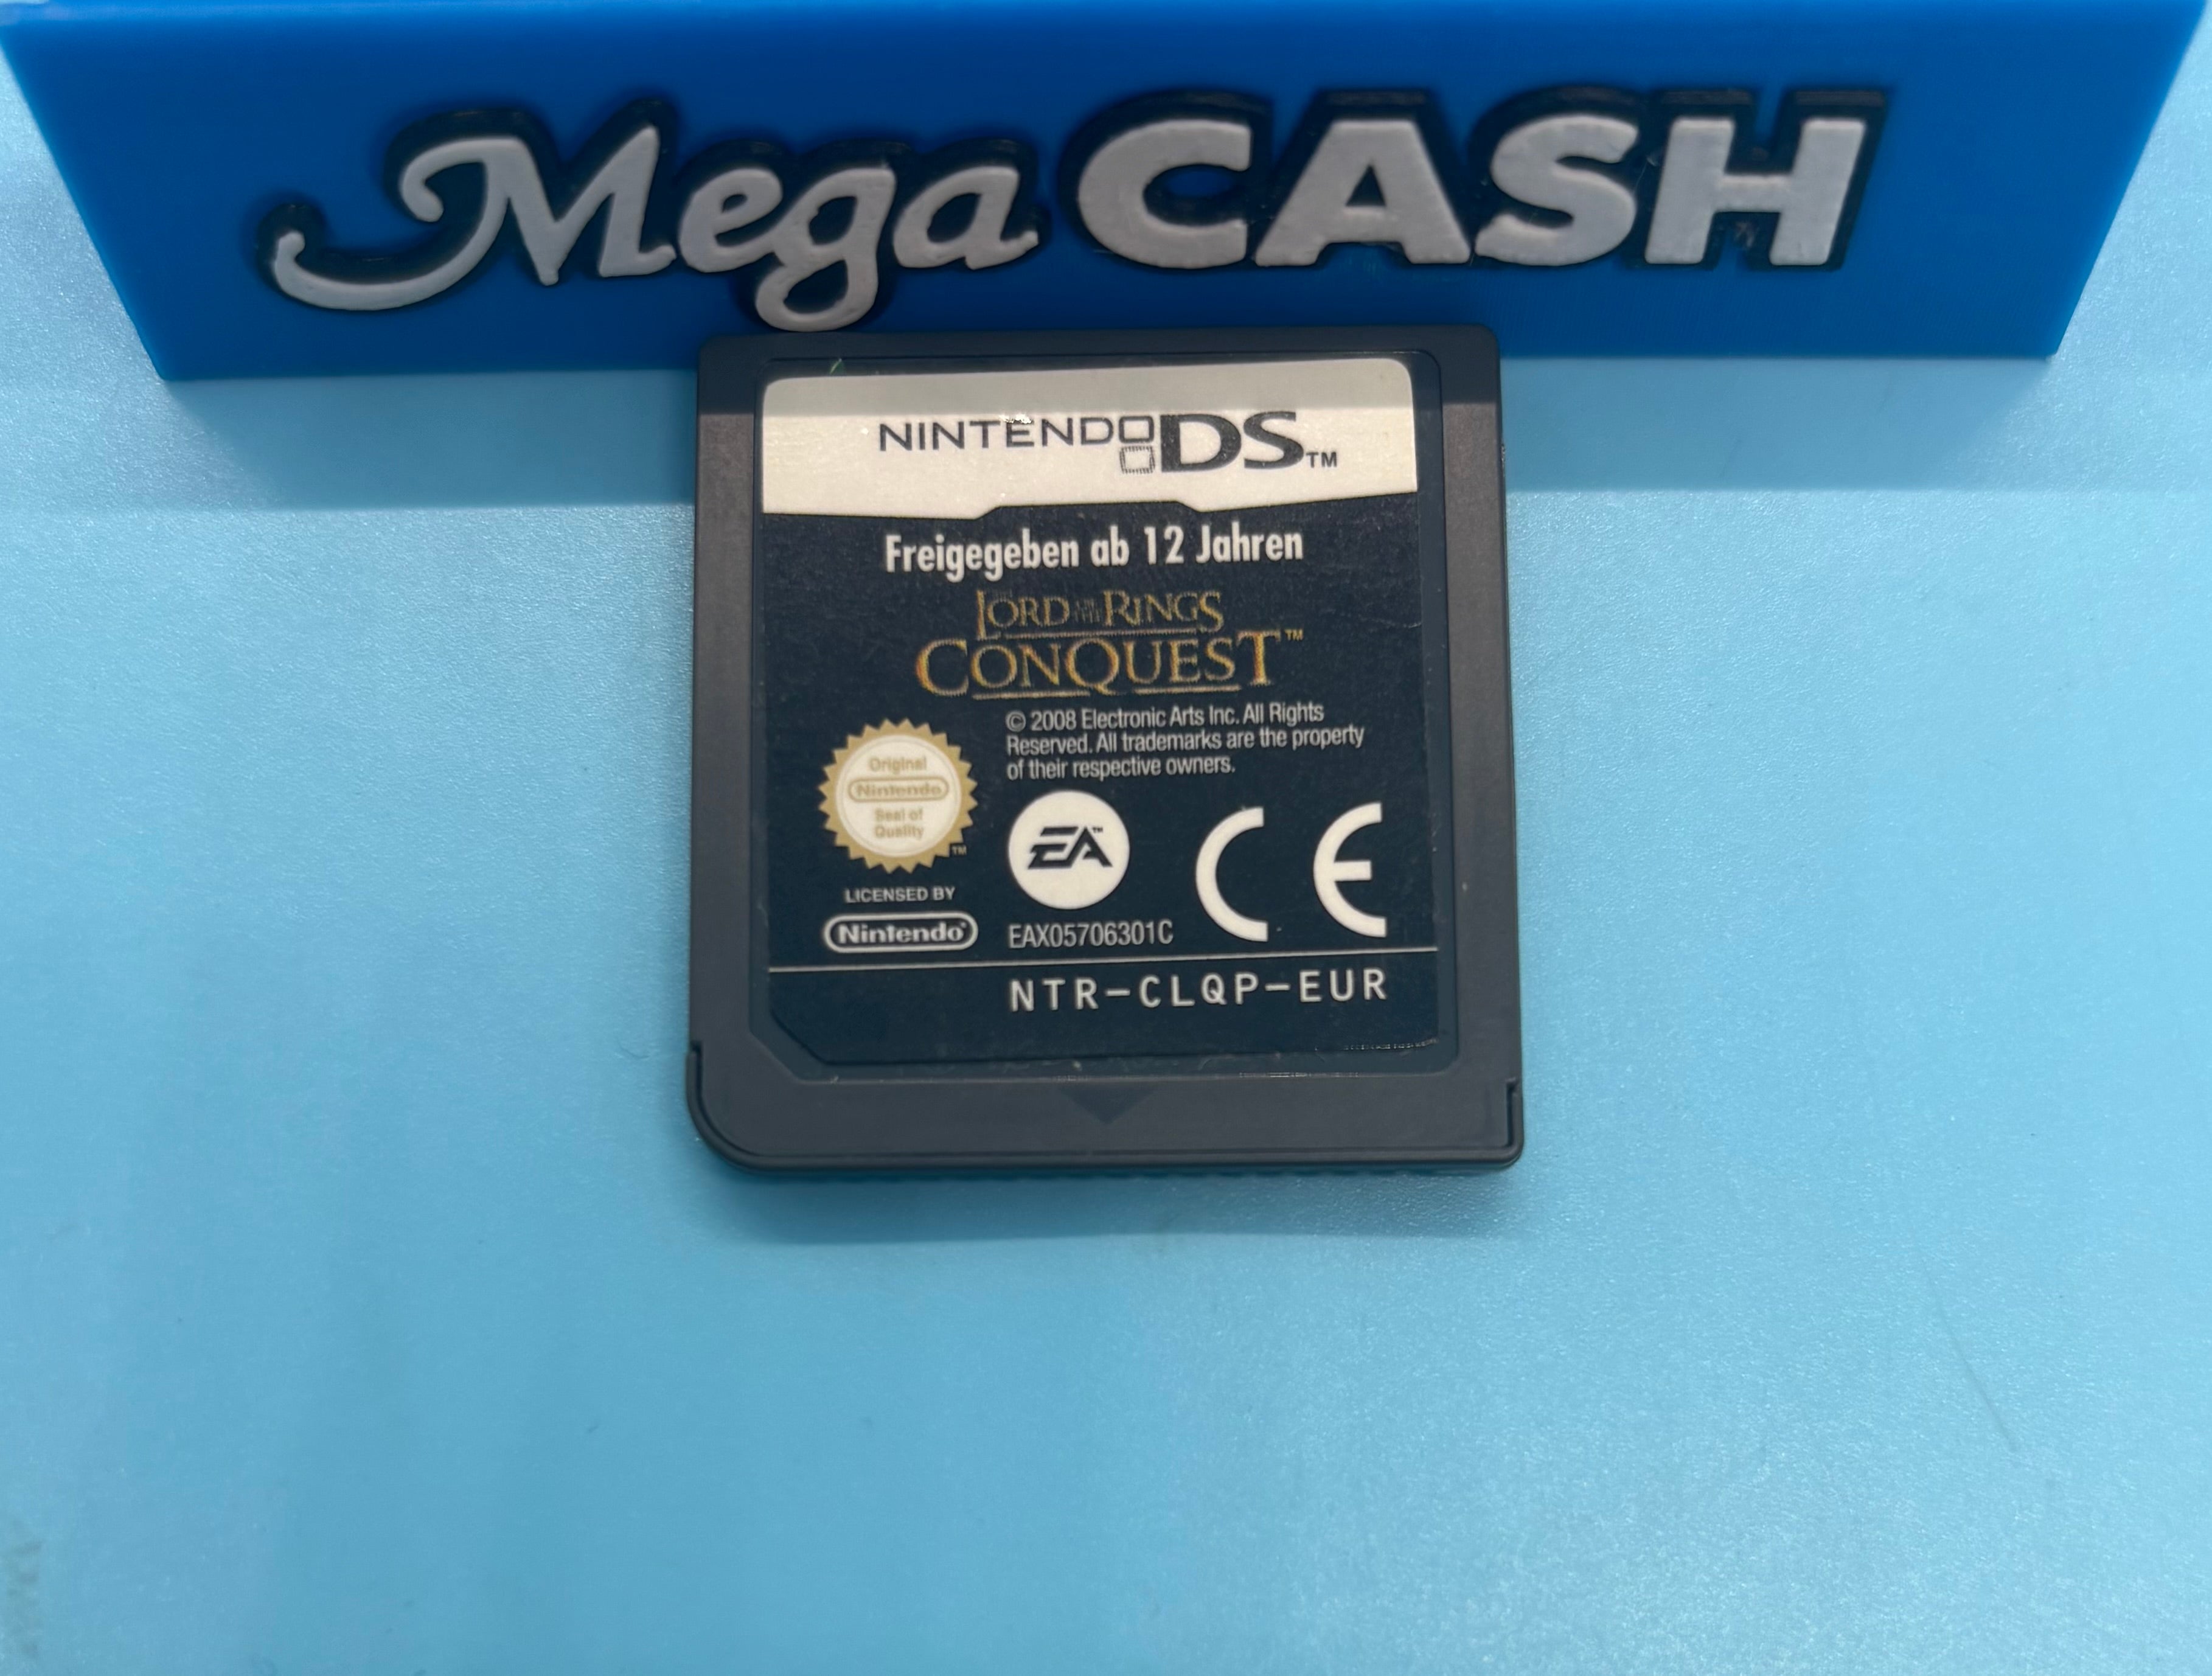 Mega CASH
NINTENDO DS™
Freigegeben ab 12 Jahren
LORD OF THE RINGS
CONQUEST™
© 2008 Electronic Arts Inc. All Rights
Reserved. All trademarks are the property
of their respective owners.
Original
Nintendo
Seal of
Quality
™
EA™
CE
LICENSED BY
Nintendo®
EAX05706301C
NTR-CLQP-EUR